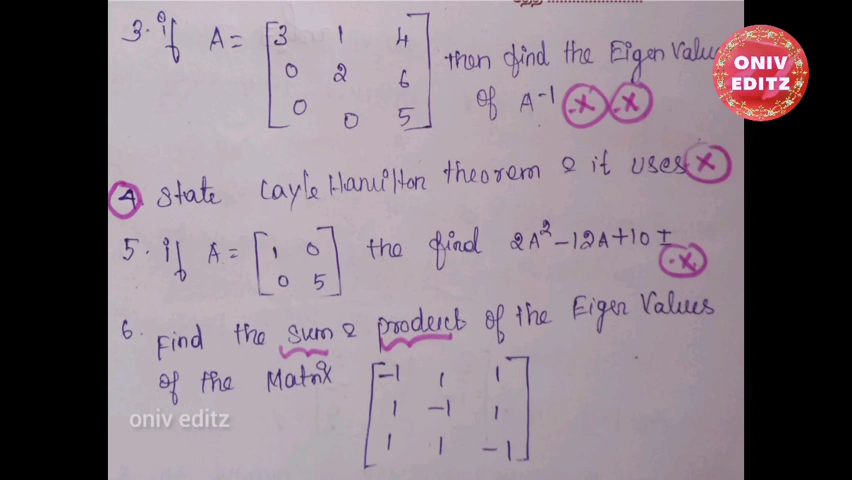 3. if A = [3 1 4
0 2 6
0 0 5] then find the Eigen Value
of A-1 x x
ONIV
EDITZ
4. State Cayle Hamilton theorem & it uses x
5. if A = [1 0
0 5] the find 2A² - 12A + 10 I x
6. Find the sum & product of the Eigen Values
of the Matrix [-1 1 1
1 -1 1
1 1 -1]
oniv editz